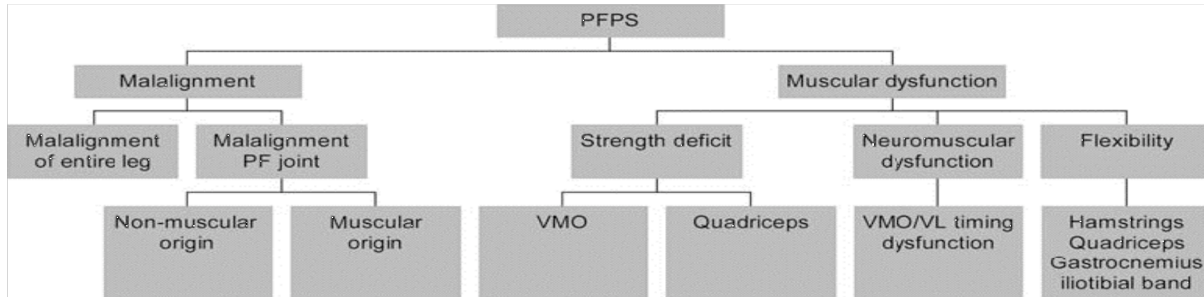 PFPS
Malalignment
Muscular dysfunction
Malalignment
of entire leg
Malalignment
PF joint
Strength deficit
Neuromuscular
dysfunction
Flexibility
Non-muscular
origin
Muscular
origin
VMO
Quadriceps
VMO/VL timing
dysfunction
Hamstrings
Quadriceps
Gastrocnemius
iliotibial band